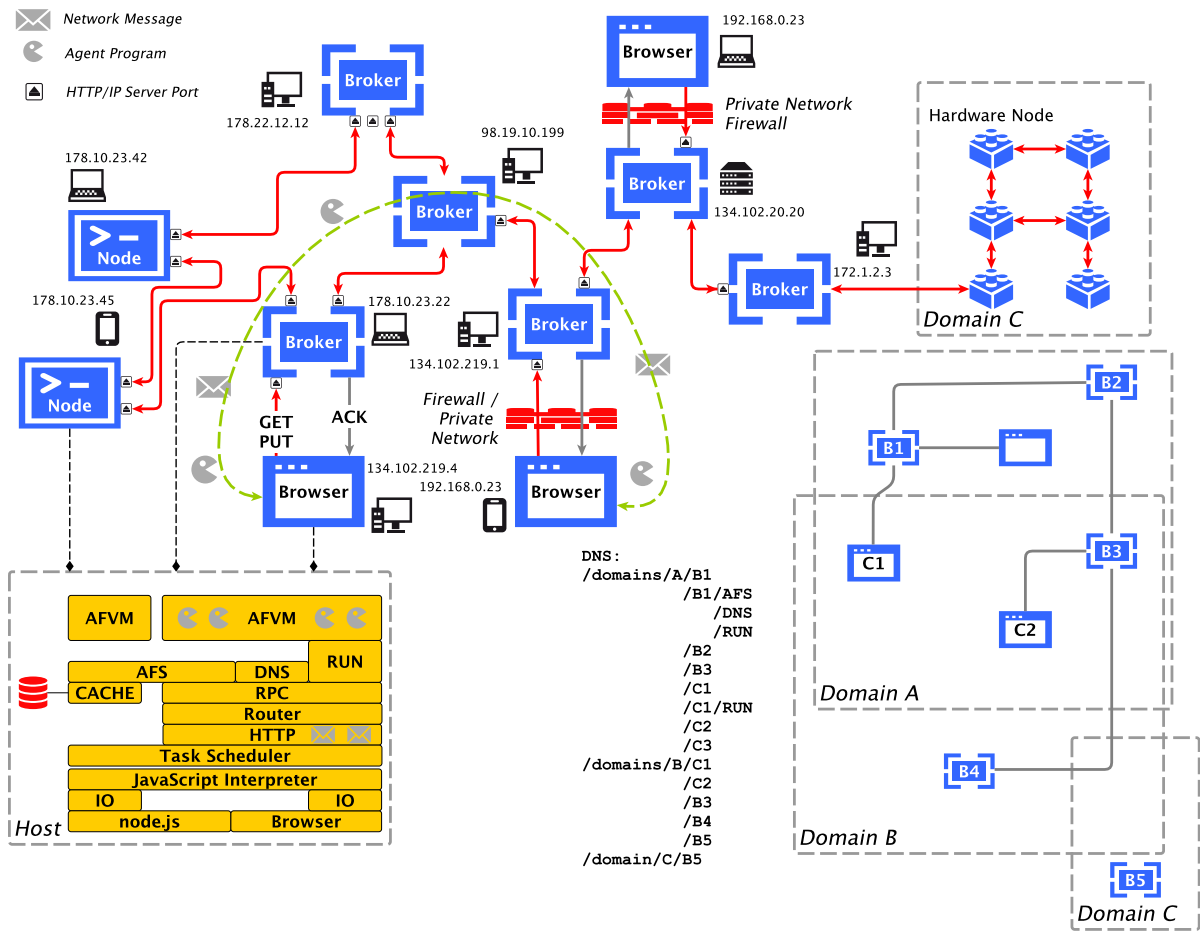 Network Message
Agent Program
HTTP/IP Server Port
178.22.12.12
Broker
178.10.23.42
>_
Node
178.10.23.45
>_
Node
98.19.10.199
Broker
178.10.23.22
Broker
GET
PUT
ACK
134.102.219.4
Browser
192.168.0.23
Browser
Private Network
Firewall
Broker
134.102.20.20
Broker
134.102.219.1
Firewall /
Private
Network
192.168.0.23
Browser
172.1.2.3
Broker
Hardware Node
Domain C
B2
B1
C1
B3
C2
Domain A
B4
Domain B
B5
Domain C
DNS:
/domains/A/B1
/B1/AFS
/DNS
/RUN
/B2
/B3
/C1
/C1/RUN
/C2
/C3
/domains/B/C1
/C2
/B3
/B4
/B5
/domain/C/B5
AFVM
AFVM
RUN
AFS
DNS
CACHE
RPC
Router
HTTP
Task Scheduler
JavaScript Interpreter
IO
IO
node.js
Browser
Host